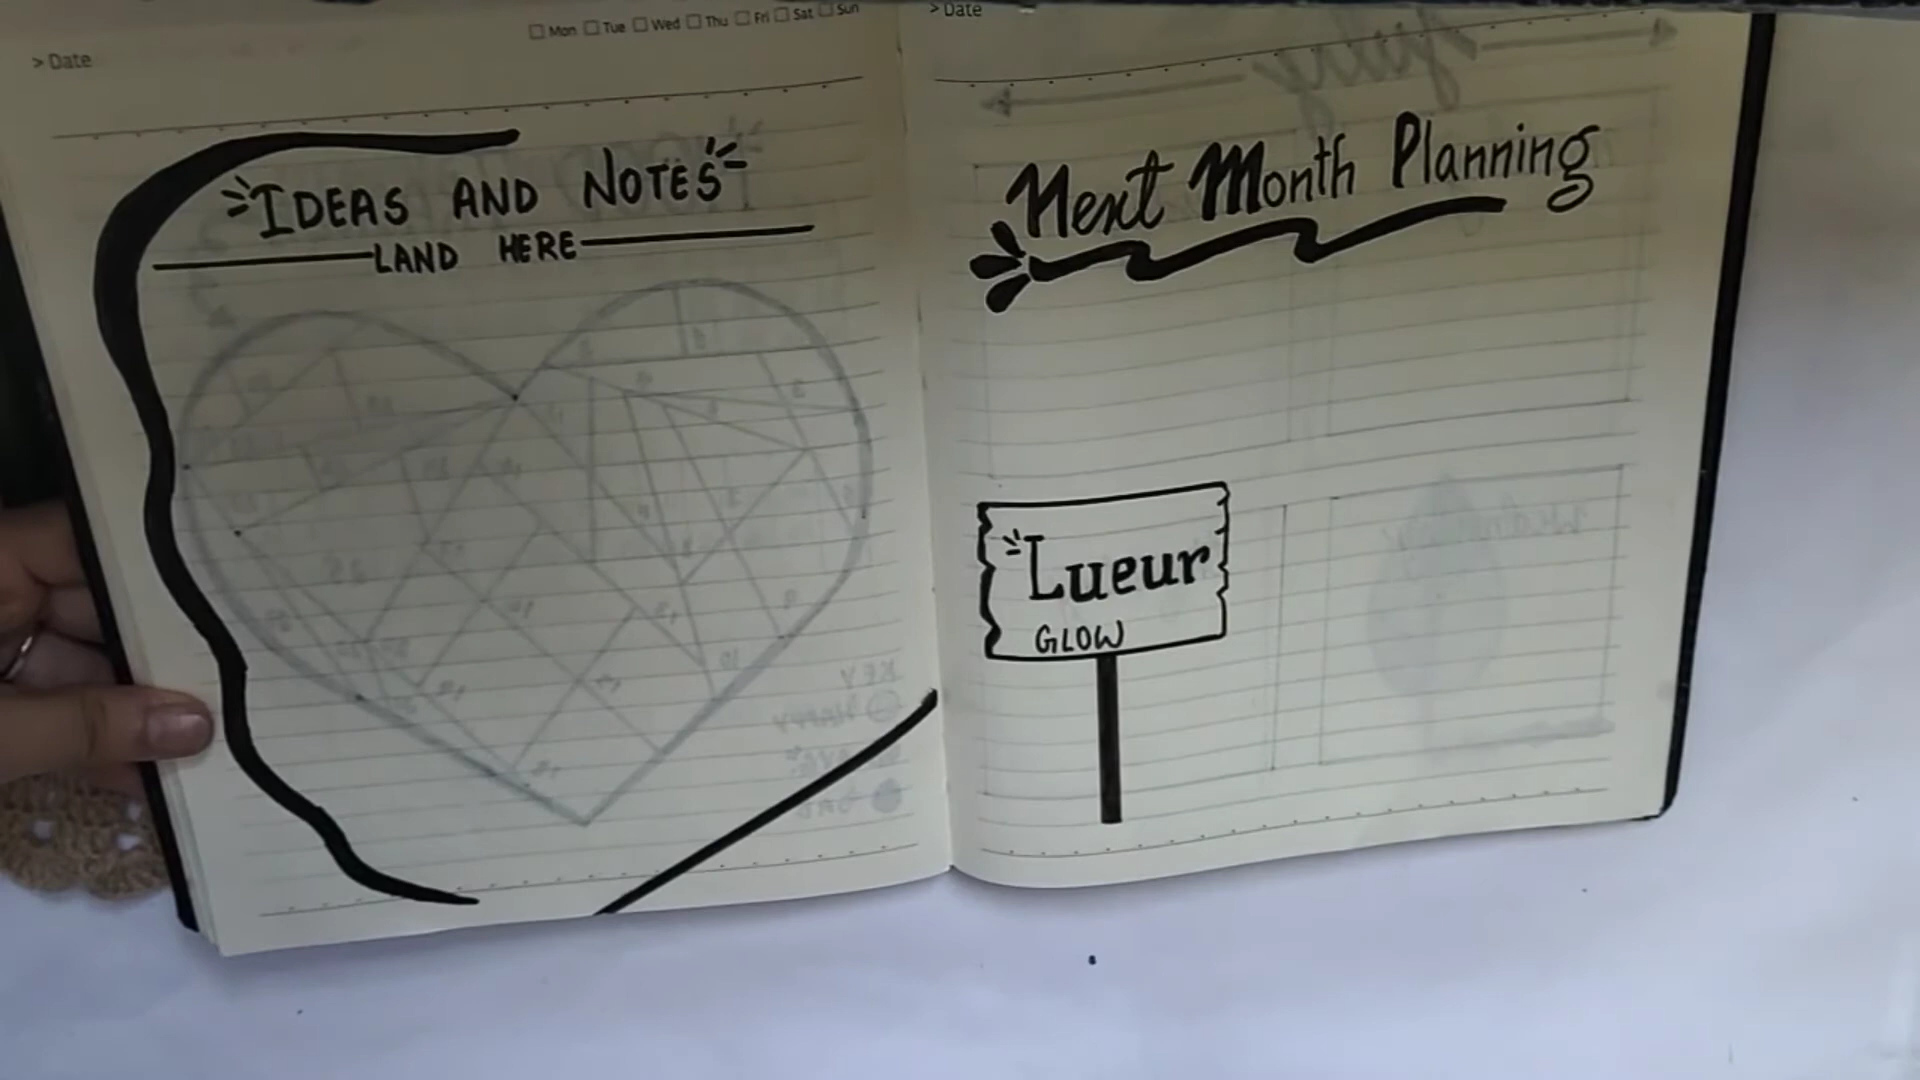 > Date
Mon Tue Wed Thu Fri Sat Sun
IDEAS AND NOTES
LAND HERE
> Date
Next Month Planning
Lueur
GLOW